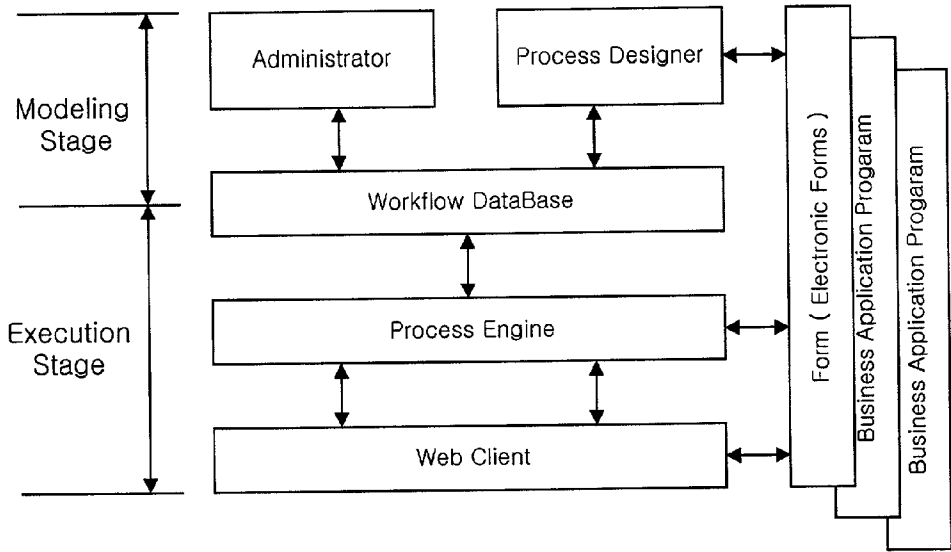 Modeling
Stage
Execution
Stage
Administrator
Process Designer
Workflow DataBase
Process Engine
Web Client
Form ( Electronic Forms )
Business Application Progaram
Business Application Progaram